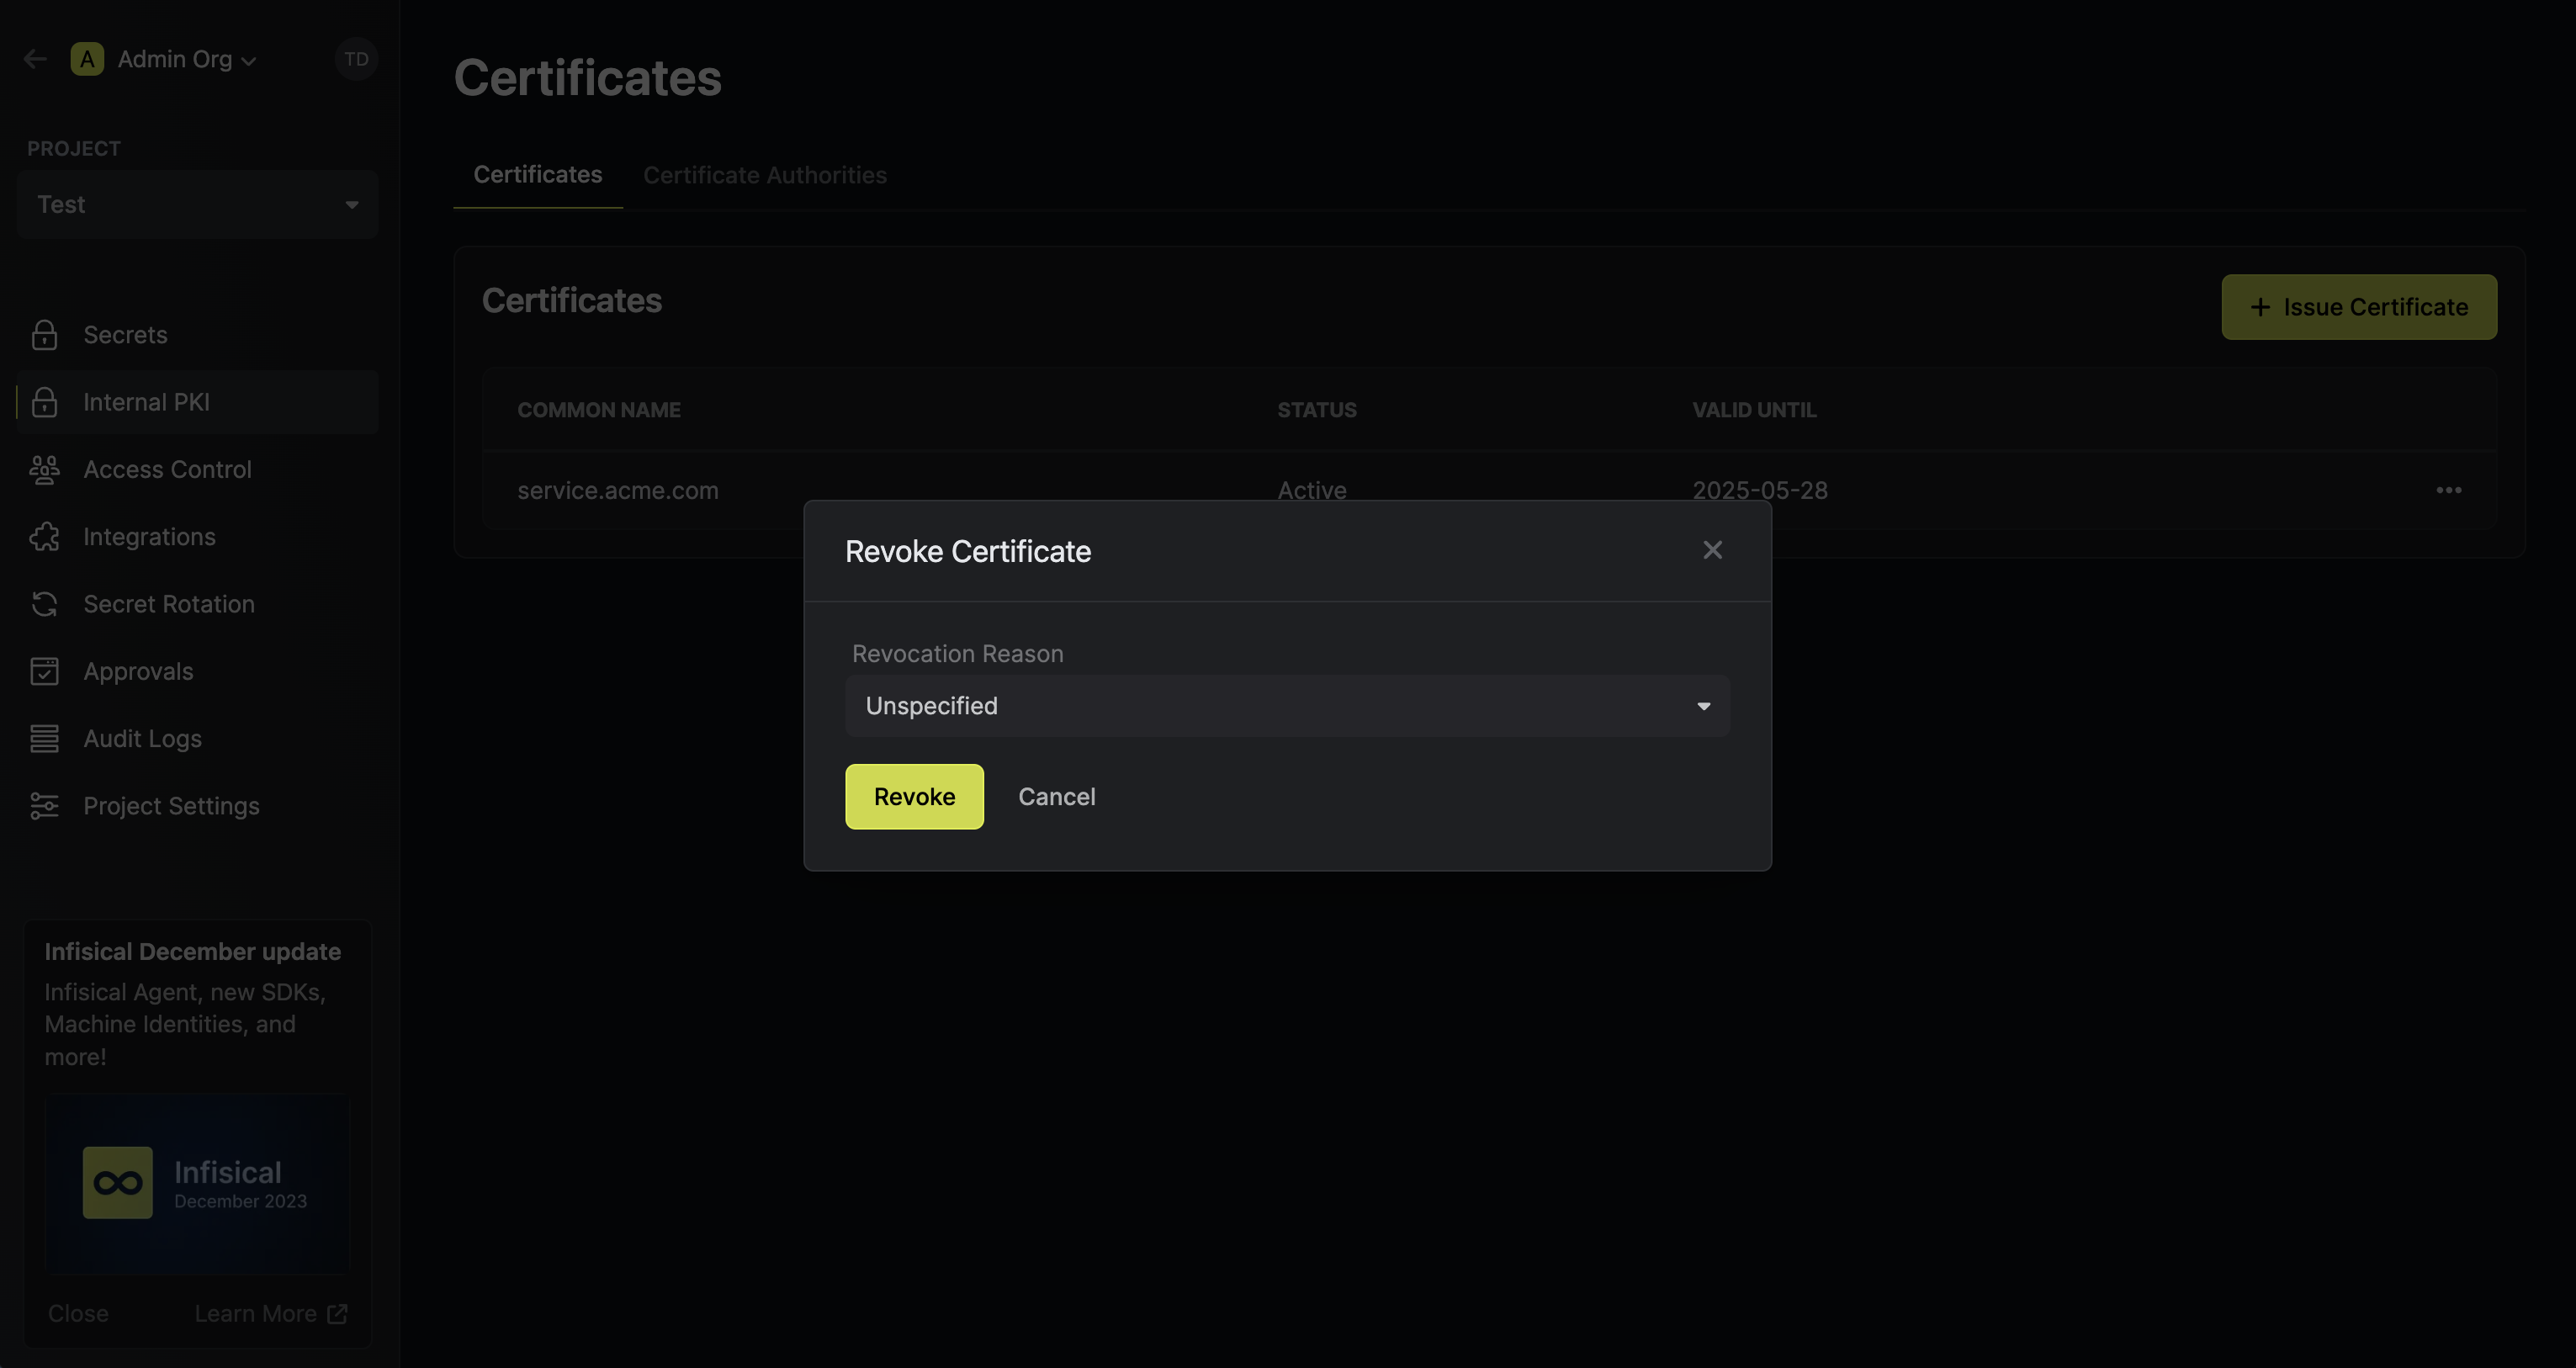 A Admin Org TD
PROJECT
Test
Secrets
Internal PKI
Access Control
Integrations
Secret Rotation
Approvals
Audit Logs
Project Settings
Infisical December update
Infisical Agent, new SDKs,
Machine Identities, and
more!
Infisical
December 2023
Close Learn More
Certificates
Certificates Certificate Authorities
Certificates
Issue Certificate
COMMON NAME STATUS VALID UNTIL
service.acme.com Active 2025-05-28
Revoke Certificate
Revocation Reason
Unspecified
Revoke Cancel